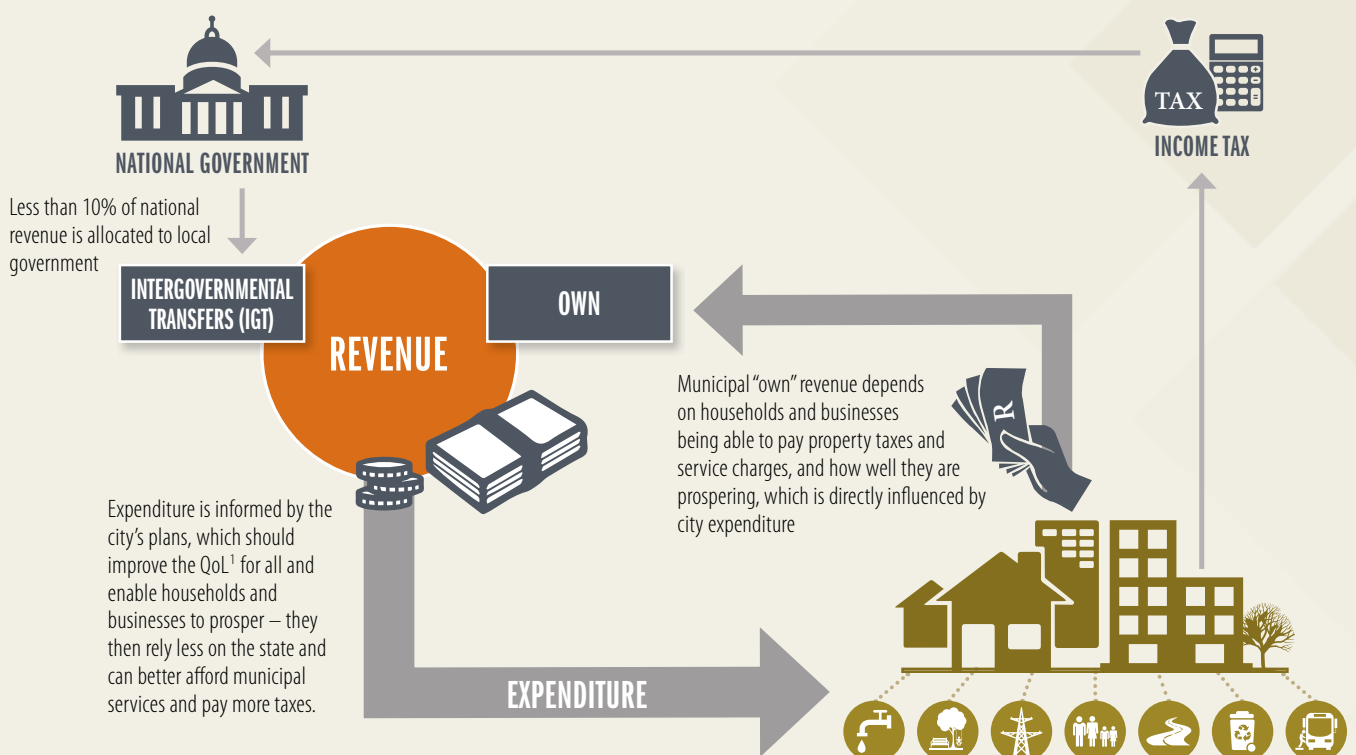 NATIONAL GOVERNMENT
TAX
INCOME TAX
Less than 10% of national
revenue is allocated to local
government
INTERGOVERNMENTAL
TRANSFERS (IGT)
REVENUE
OWN
Municipal “own” revenue depends
on households and businesses
being able to pay property taxes and
service charges, and how well they are
prospering, which is directly influenced by
city expenditure
R
Expenditure is informed by the
city’s plans, which should
improve the QoL¹ for all and
enable households and
businesses to prosper – they
then rely less on the state and
can better afford municipal
services and pay more taxes.
EXPENDITURE